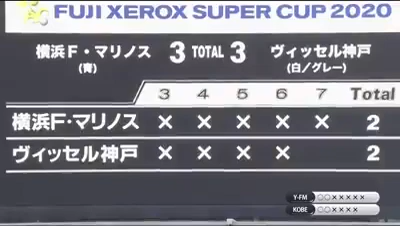 FUJI XEROX SUPER CUP 2020
横浜F・マリノス 3 TOTAL 3 ヴィッセル神戸
(青) (白/グレー)
3 4 5 6 7 Total
横浜F・マリノス × × × × × 2
ヴィッセル神戸 × × × × 2
Y-FM ○○×××××
KOBE ○○××××